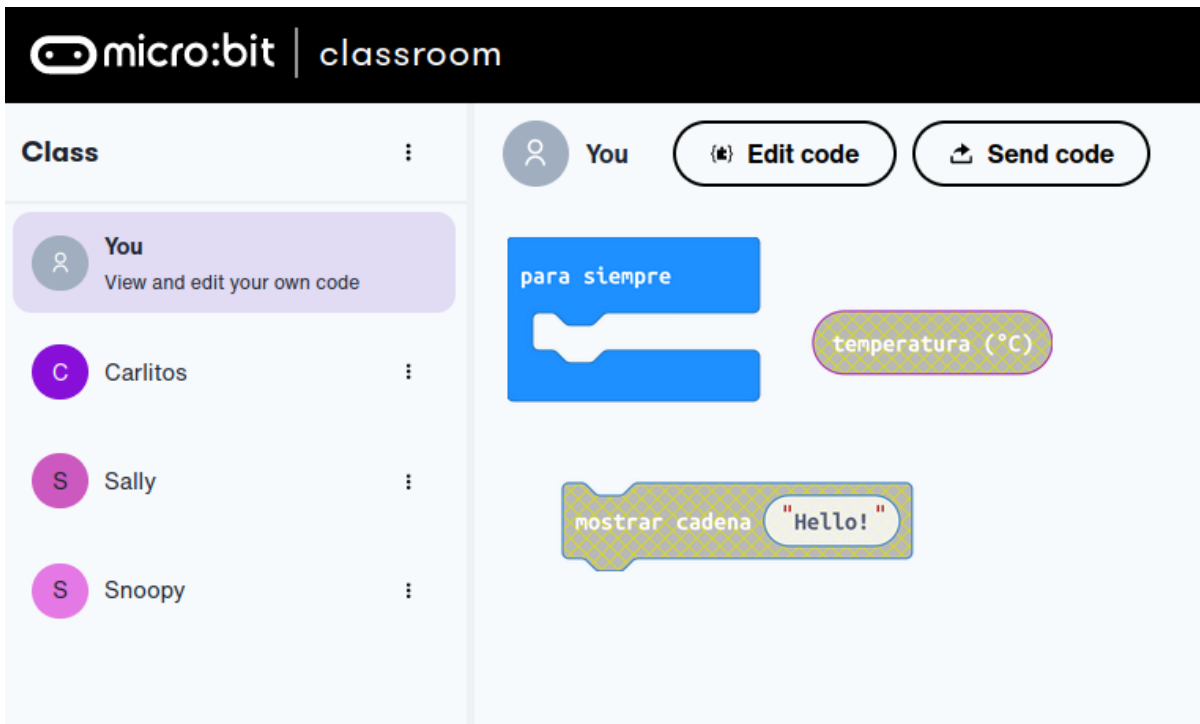 micro:bit | classroom
Class
You
Edit code
Send code
You
View and edit your own code
C
Carlitos
S
Sally
S
Snoopy
para siempre
temperatura (°C)
mostrar cadena "Hello!"